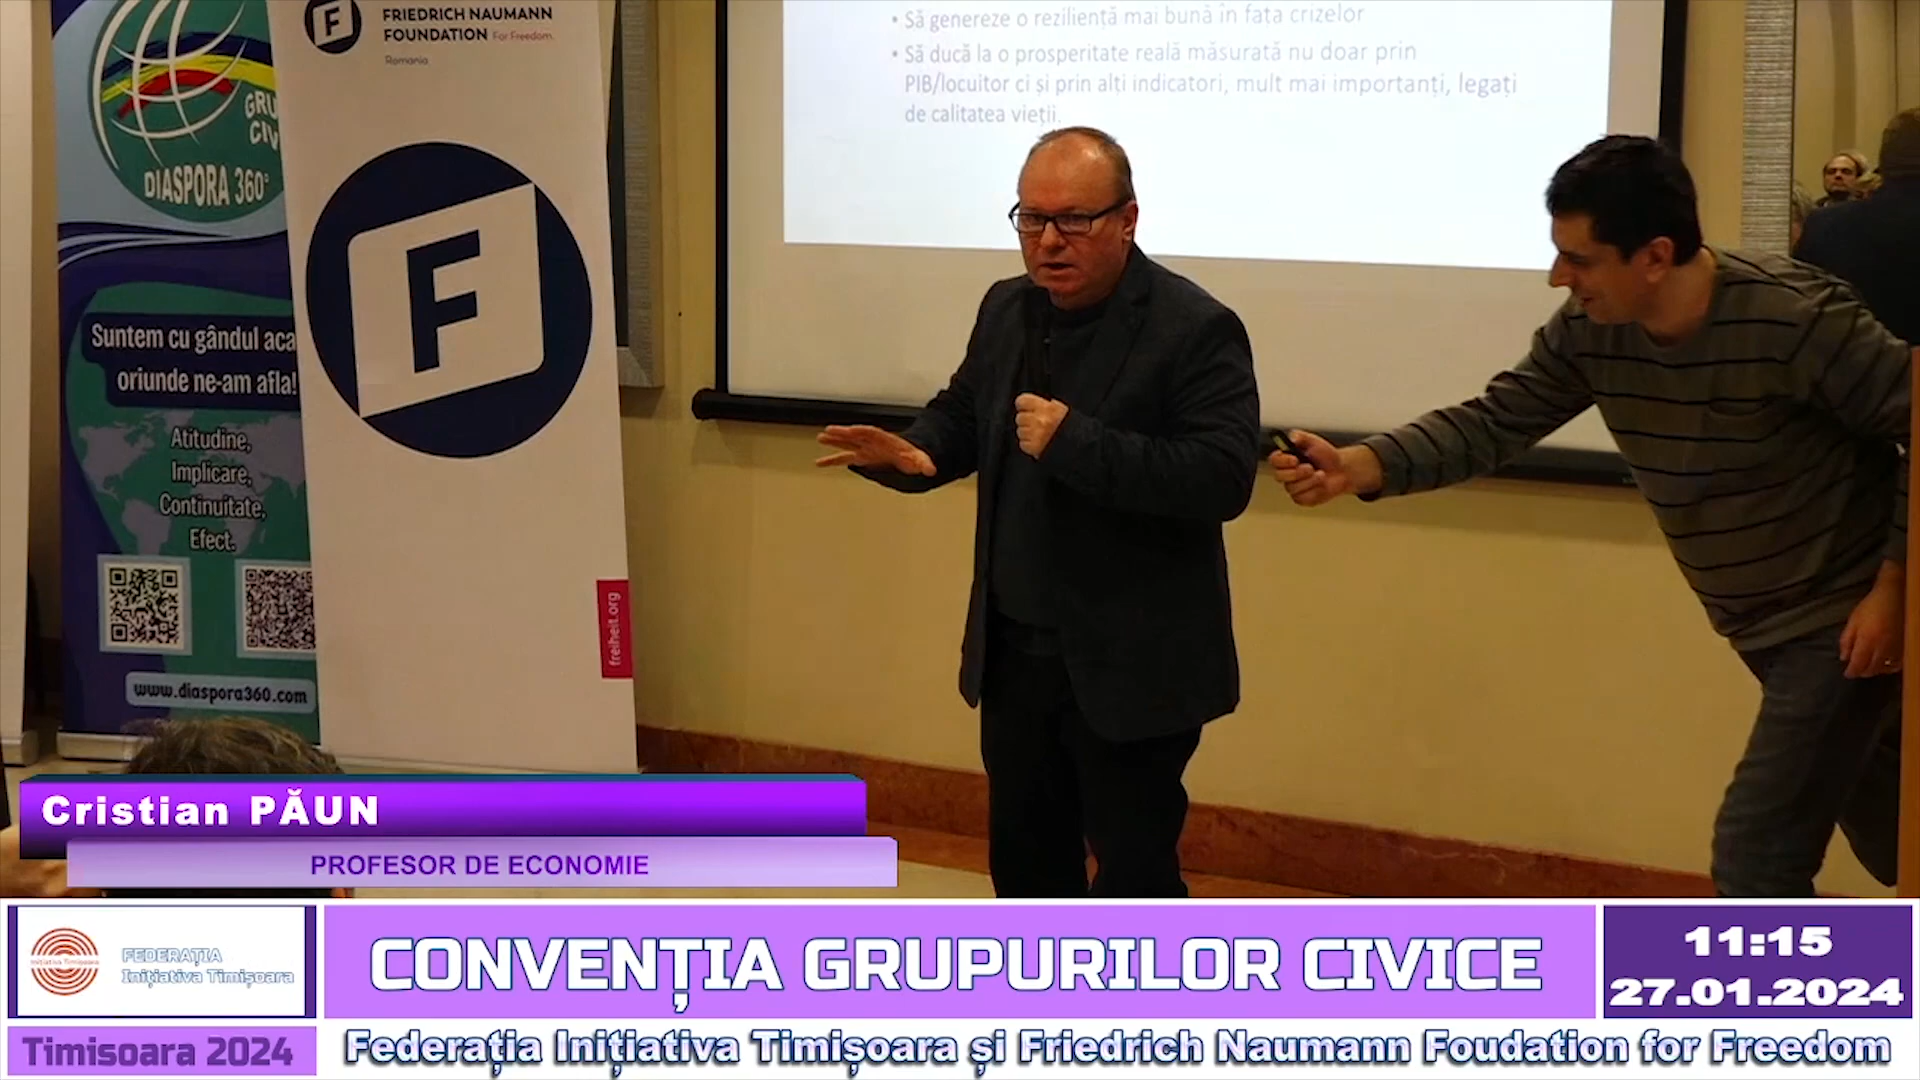 FRIEDRICH NAUMANN
FOUNDATION For Freedom.
Romania
GRU
CIV
DIASPORA 360°
Suntem cu gândul aca
oriunde ne-am afla!
Atitudine,
Implicare,
Continuitate,
Efect.
www.diaspora360.com
F
F
freiheit.org
• Să genereze o reziliență mai bună în fața crizelor
• Să ducă la o prosperitate reală măsurată nu doar prin
PIB/locuitor ci și prin alți indicatori, mult mai importanți, legați
de calitatea vieții.
Cristian PĂUN
PROFESOR DE ECONOMIE
Inițiativa Timișoara
FEDERAȚIA
Inițiativa Timișoara
CONVENȚIA GRUPURILOR CIVICE
11:15
27.01.2024
Timisoara 2024
Federația Inițiativa Timișoara și Friedrich Naumann Foudation for Freedom